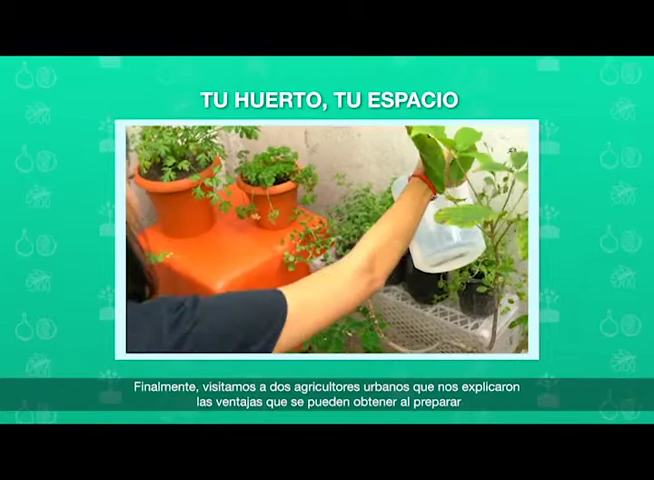 TU HUERTO, TU ESPACIO
Finalmente, visitamos a dos agricultores urbanos que nos explicaron
las ventajas que se pueden obtener al preparar